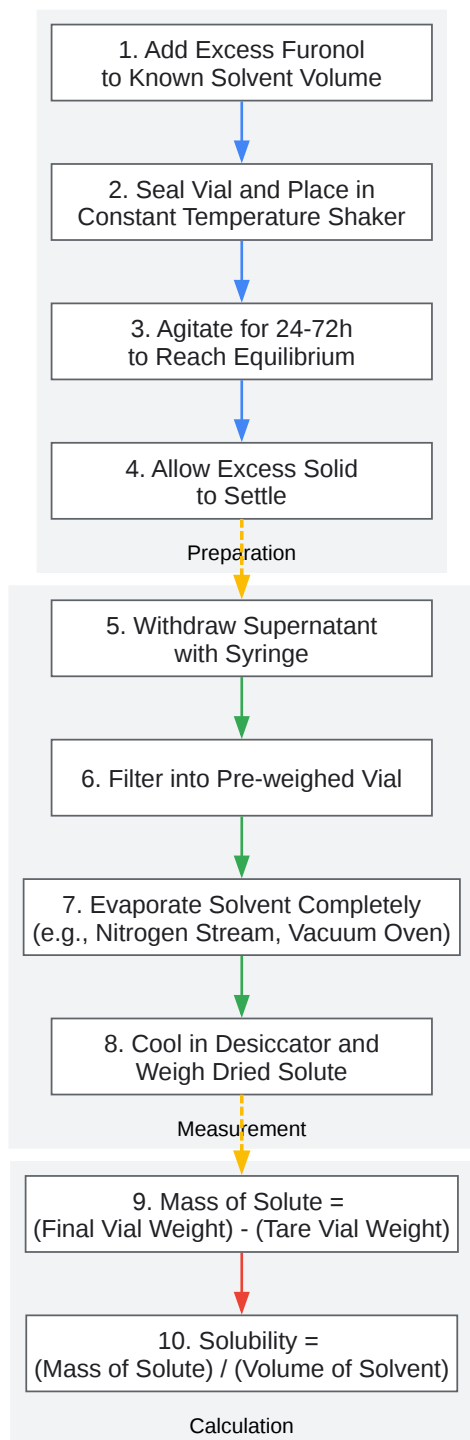 1. Add Excess Furonol
to Known Solvent Volume
2. Seal Vial and Place in
Constant Temperature Shaker
3. Agitate for 24-72h
to Reach Equilibrium
4. Allow Excess Solid
to Settle
Preparation
5. Withdraw Supernatant
with Syringe
6. Filter into Pre-weighed Vial
7. Evaporate Solvent Completely
(e.g., Nitrogen Stream, Vacuum Oven)
8. Cool in Desiccator and
Weigh Dried Solute
Measurement
9. Mass of Solute =
(Final Vial Weight) - (Tare Vial Weight)
10. Solubility =
(Mass of Solute) / (Volume of Solvent)
Calculation